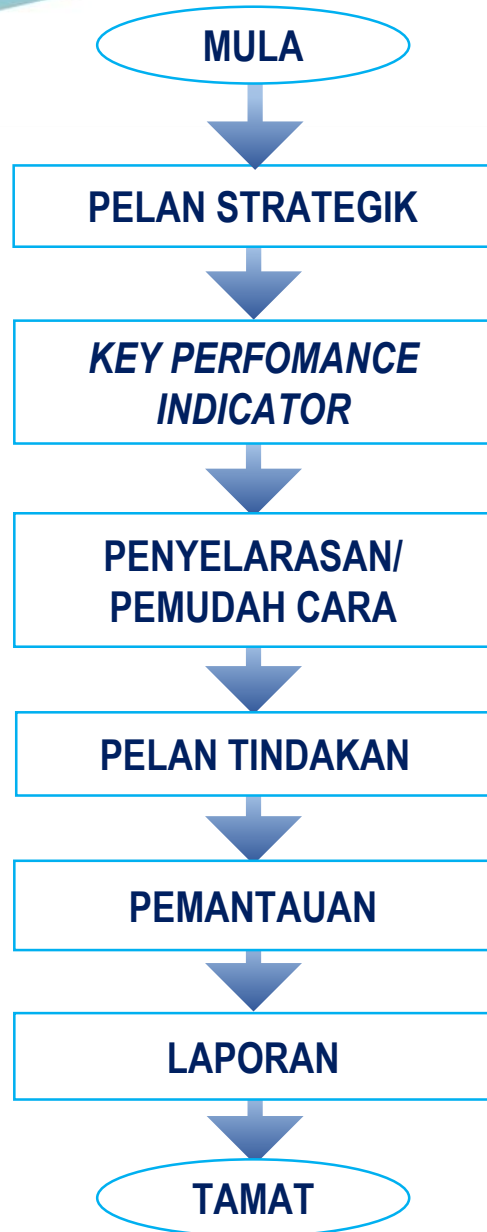 MULA
PELAN STRATEGIK
KEY PERFOMANCE
INDICATOR
PENYELARASAN/
PEMUDAH CARA
PELAN TINDAKAN
PEMANTAUAN
LAPORAN
TAMAT